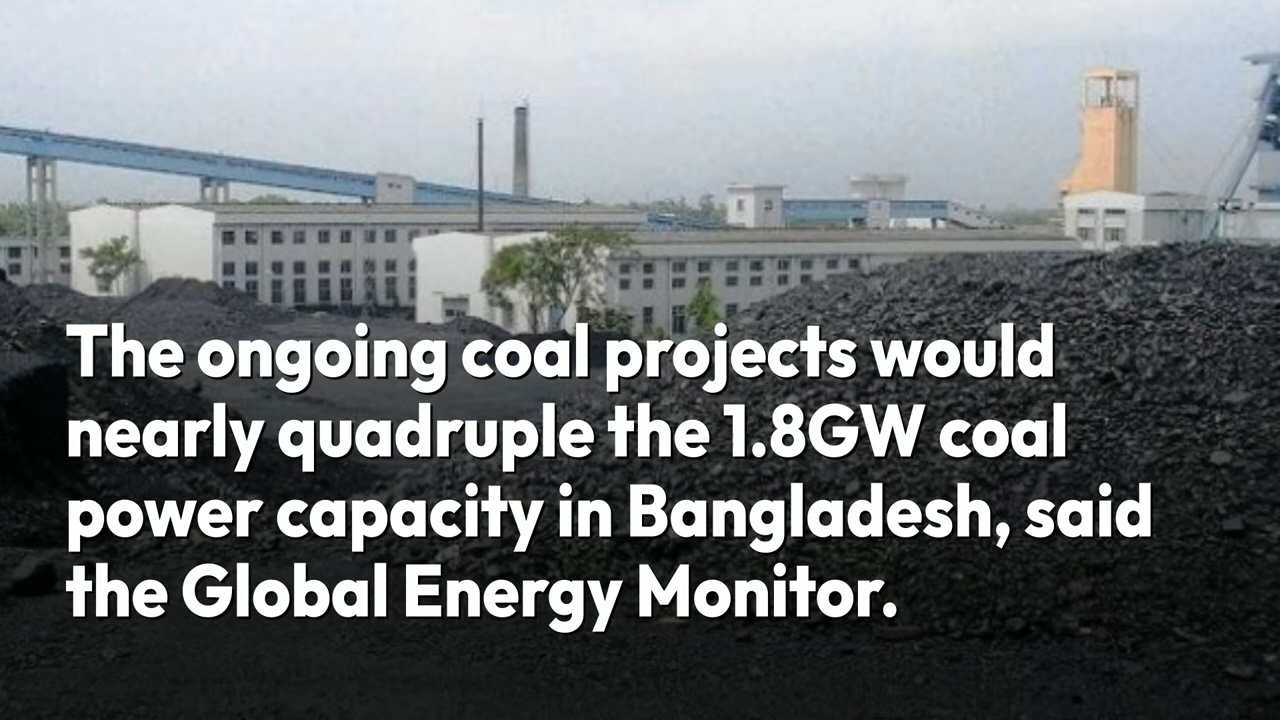 The ongoing coal projects would
nearly quadruple the 1.8GW coal
power capacity in Bangladesh, said
the Global Energy Monitor.